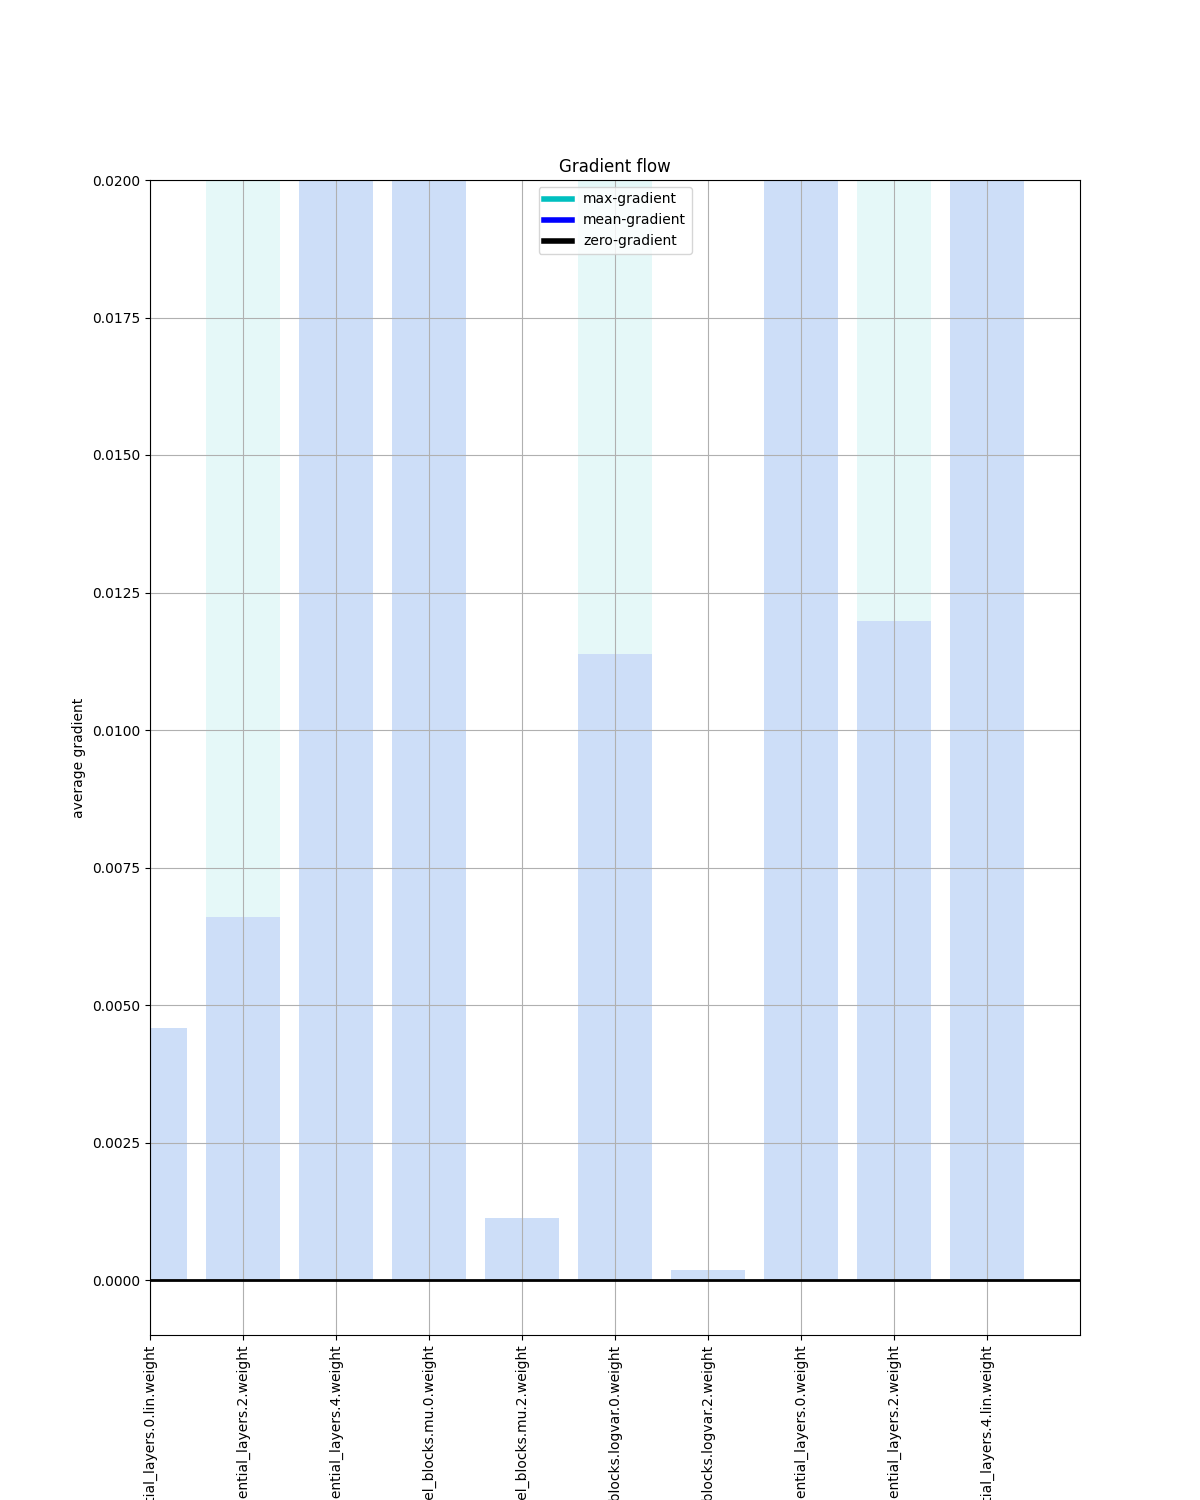 Gradient flow
max-gradient
mean-gradient
zero-gradient
0.0200
0.0175
0.0150
0.0125
0.0100
0.0075
0.0050
0.0025
0.0000
average gradient
tial_layers.0.lin.weight
ential_layers.2.weight
ential_layers.4.weight
el_blocks.mu.0.weight
el_blocks.mu.2.weight
blocks.logvar.0.weight
blocks.logvar.2.weight
ential_layers.0.weight
ential_layers.2.weight
tial_layers.4.lin.weight